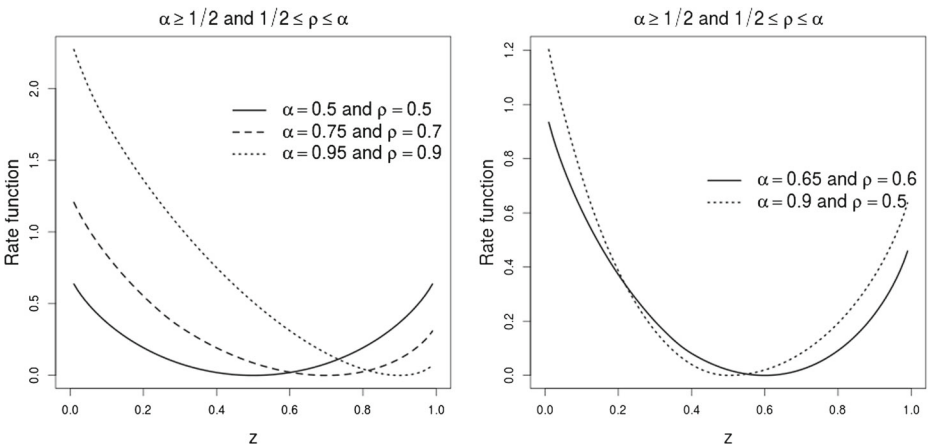 α ≥ 1/2 and 1/2 ≤ ρ ≤ α
Rate function
2.0
1.5
1.0
0.5
0.0
α = 0.5 and ρ = 0.5
α = 0.75 and ρ = 0.7
α = 0.95 and ρ = 0.9
0.0 0.2 0.4 0.6 0.8 1.0
z
α ≥ 1/2 and 1/2 ≤ ρ ≤ α
Rate function
1.2
1.0
0.8
0.6
0.4
0.2
0.0
α = 0.65 and ρ = 0.6
α = 0.9 and ρ = 0.5
0.0 0.2 0.4 0.6 0.8 1.0
z